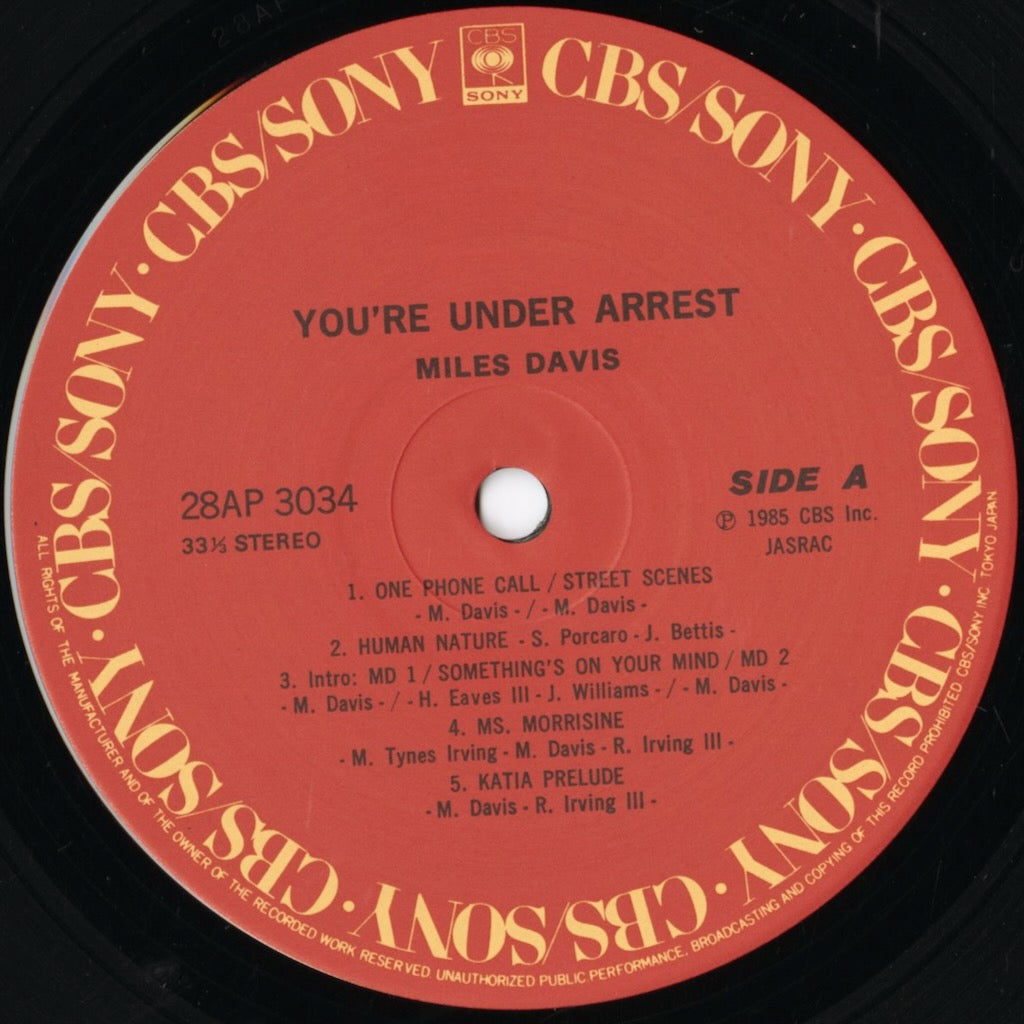 CBS
SONY
CBS/SONY · CBS/SONY · CBS/SONY · CBS/SONY · CBS/SONY · CBS/SONY · CBS/SONY · CBS/SONY
YOU'RE UNDER ARREST
MILES DAVIS
28AP 3034
33⅓ STEREO
SIDE A
℗ 1985 CBS Inc.
JASRAC
1. ONE PHONE CALL / STREET SCENES
- M. Davis - / - M. Davis -
2. HUMAN NATURE - S. Porcaro - J. Bettis -
3. Intro: MD 1 / SOMETHING'S ON YOUR MIND / MD 2
- M. Davis - / - H. Eaves III - J. Williams - / - M. Davis -
4. MS. MORRISINE
- M. Tynes Irving - M. Davis - R. Irving III -
5. KATIA PRELUDE
- M. Davis - R. Irving III -
ALL RIGHTS OF THE MANUFACTURER AND OF THE OWNER OF THE RECORDED WORK RESERVED. UNAUTHORIZED PUBLIC PERFORMANCE, BROADCASTING AND COPYING OF THIS RECORD PROHIBITED. CBS/SONY INC. TOKYO JAPAN